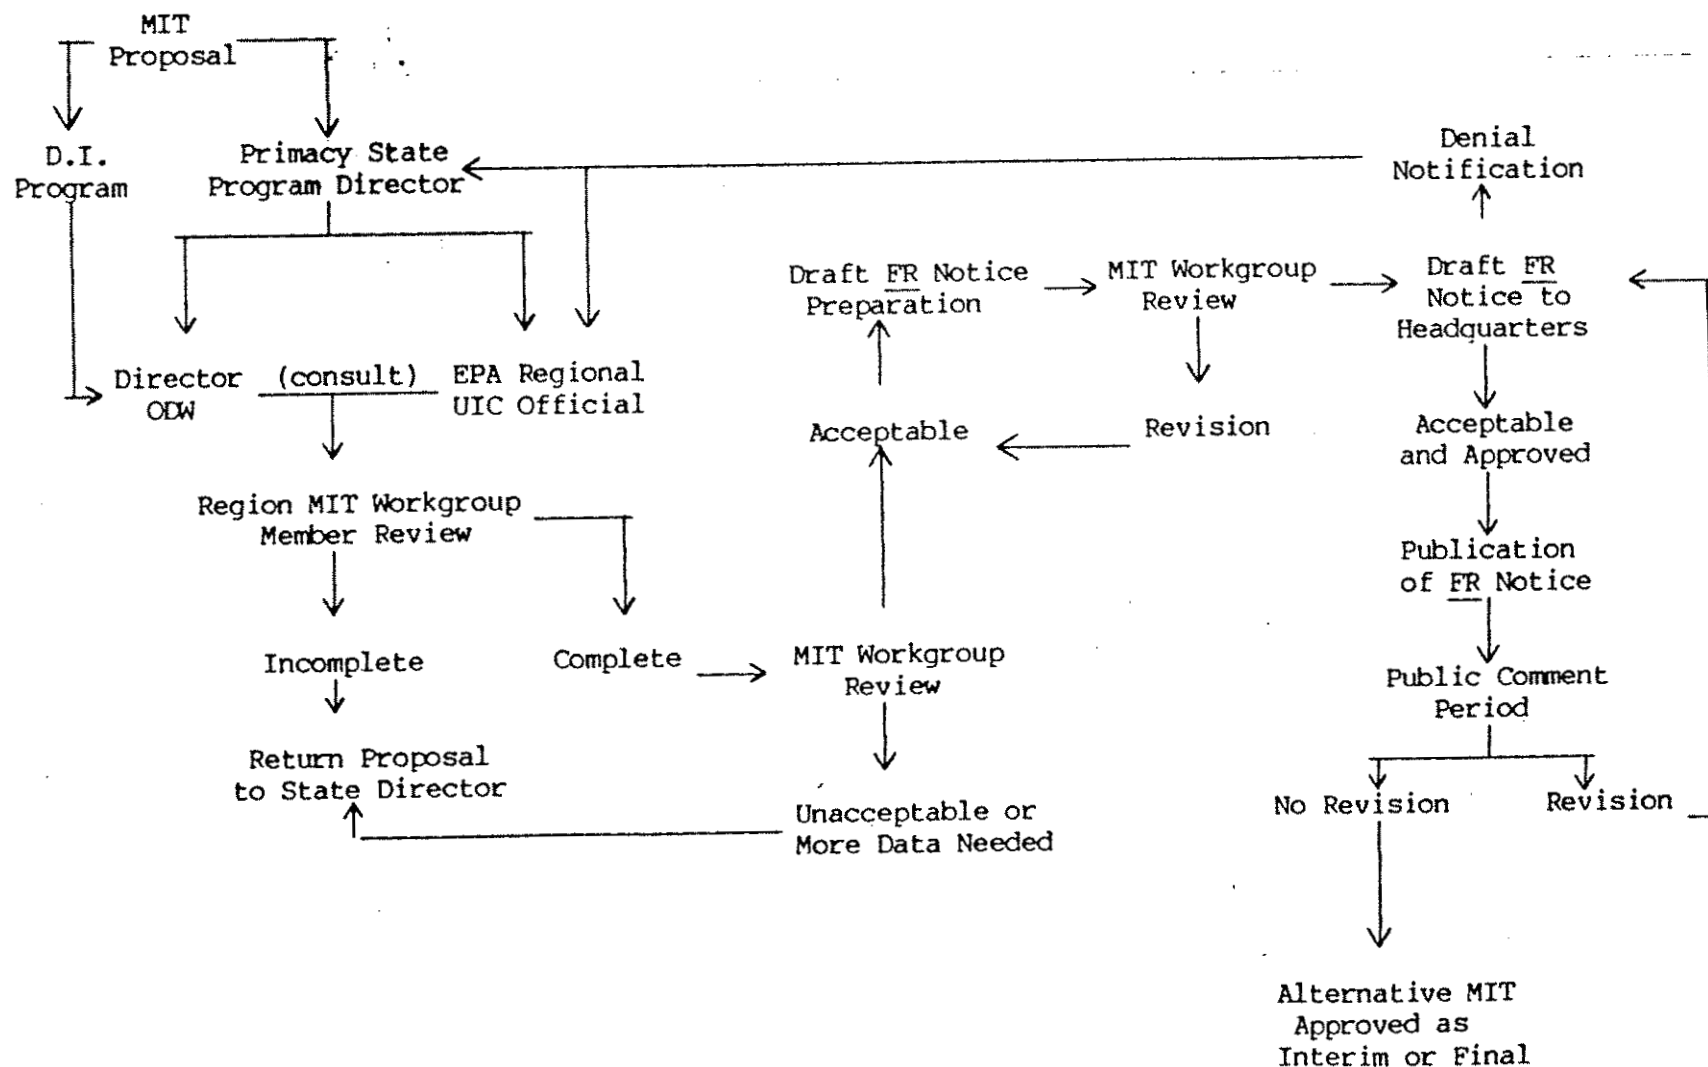 MIT
Proposal
D.I.
Program
Primacy State
Program Director
Denial
Notification
Draft FR Notice
Preparation
MIT Workgroup
Review
Draft FR
Notice to
Headquarters
Director
ODW
(consult)
EPA Regional
UIC Official
Acceptable
Revision
Acceptable
and Approved
Region MIT Workgroup
Member Review
Publication
of FR Notice
Incomplete
Complete
MIT Workgroup
Review
Public Comment
Period
Return Proposal
to State Director
Unacceptable or
More Data Needed
No Revision
Revision
Alternative MIT
Approved as
Interim or Final